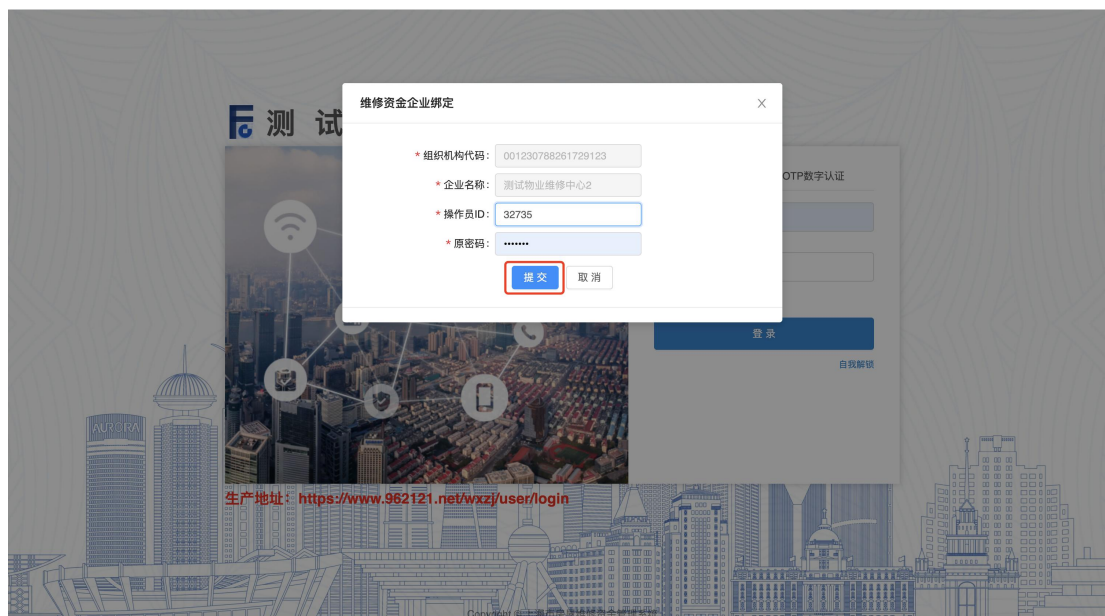 维修资金企业绑定
测 试
* 组织机构代码: 001230788261729123
* 企业名称: 测试物业维修中心2
* 操作员ID: 32735
* 原密码: •••••••
提 交 取 消
OTP数字认证
登 录
自我解锁
AURORA
生产地址: https://www.962121.net/wxzj/user/login